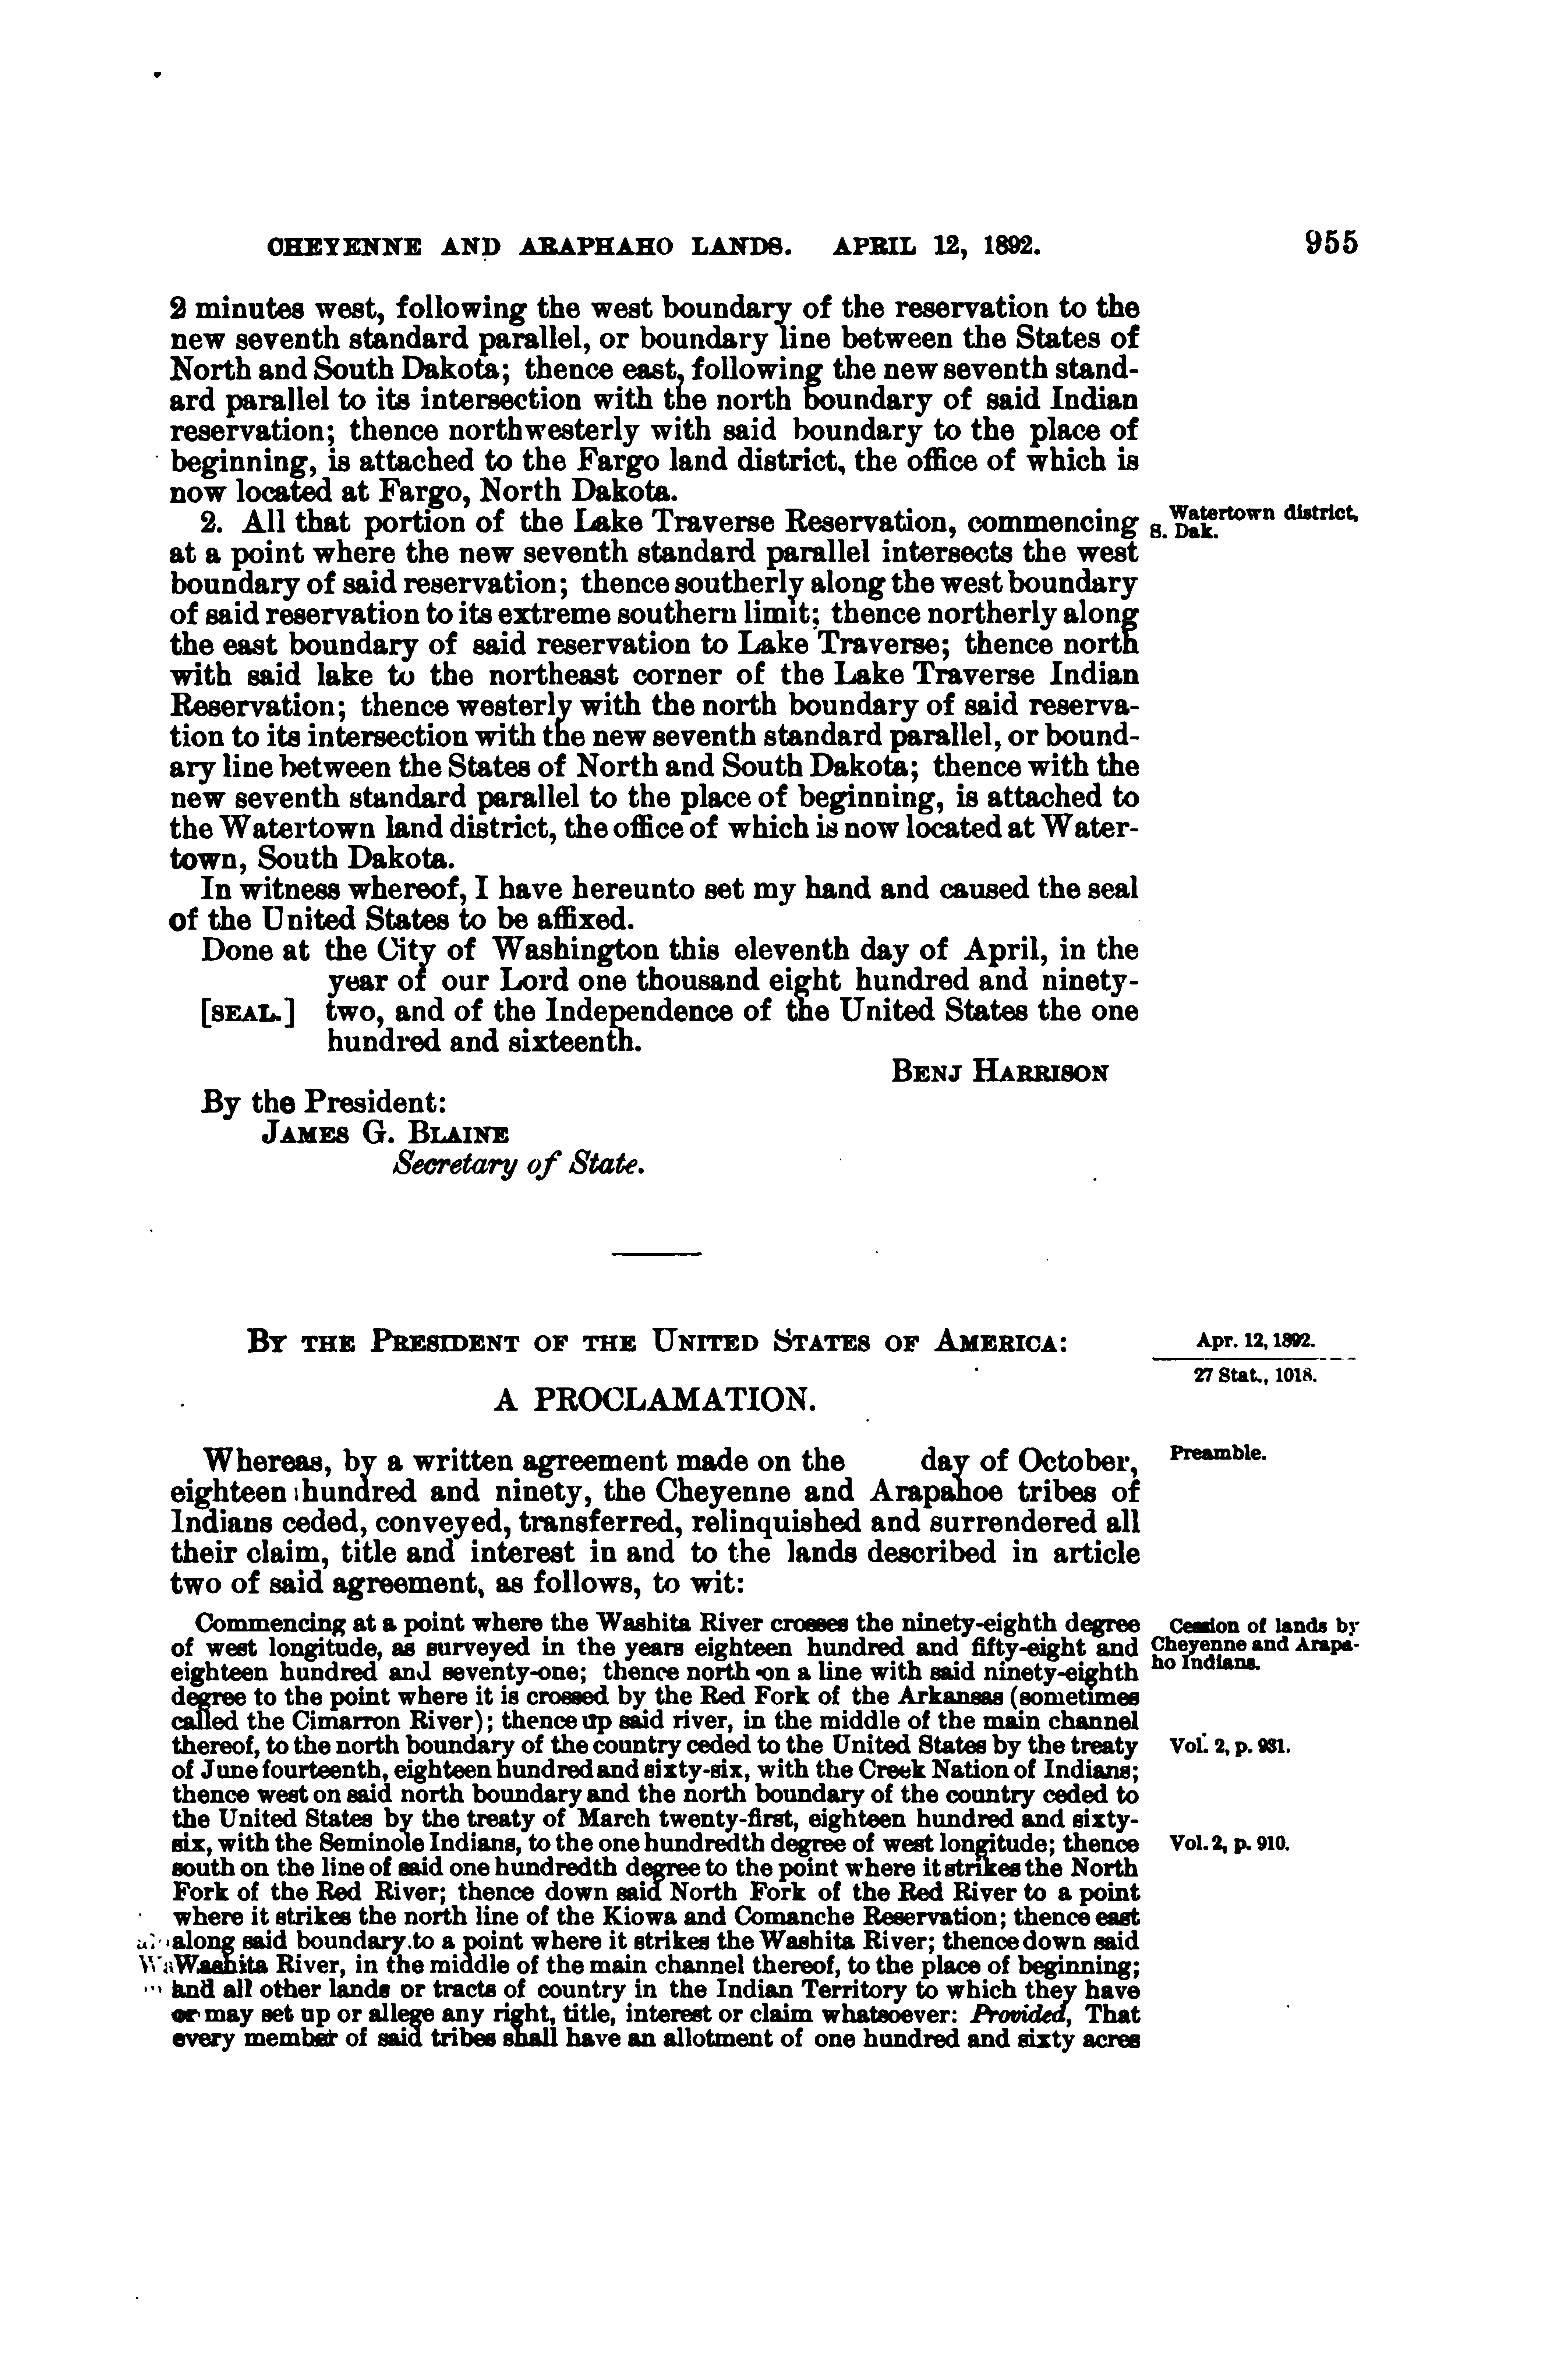 CHEYENNE AND ARAPHAHO LANDS. APRIL 12, 1892. 955
2 minutes west, following the west boundary of the reservation to the
new seventh standard parallel, or boundary line between the States of
North and South Dakota; thence east, following the new seventh stand-
ard parallel to its intersection with the north boundary of said Indian
reservation; thence northwesterly with said boundary to the place of
beginning, is attached to the Fargo land district, the office of which is
now located at Fargo, North Dakota.
2. All that portion of the Lake Traverse Reservation, commencing
Watertown district,
S. Dak.
at a point where the new seventh standard parallel intersects the west
boundary of said reservation; thence southerly along the west boundary
of said reservation to its extreme southern limit; thence northerly along
the east boundary of said reservation to Lake Traverse; thence north
with said lake to the northeast corner of the Lake Traverse Indian
Reservation; thence westerly with the north boundary of said reserva-
tion to its intersection with the new seventh standard parallel, or bound-
ary line between the States of North and South Dakota; thence with the
new seventh standard parallel to the place of beginning, is attached to
the Watertown land district, the office of which is now located at Water-
town, South Dakota.
In witness whereof, I have hereunto set my hand and caused the seal
of the United States to be affixed.
Done at the City of Washington this eleventh day of April, in the
year of our Lord one thousand eight hundred and ninety-
[SEAL.] two, and of the Independence of the United States the one
hundred and sixteenth.
BENJ HARRISON
By the President:
JAMES G. BLAINE
Secretary of State.
BY THE PRESIDENT OF THE UNITED STATES OF AMERICA:
Apr. 12, 1892.
27 Stat., 1018.
A PROCLAMATION.
Whereas, by a written agreement made on the day of October,
Preamble.
eighteen hundred and ninety, the Cheyenne and Arapahoe tribes of
Indians ceded, conveyed, transferred, relinquished and surrendered all
their claim, title and interest in and to the lands described in article
two of said agreement, as follows, to wit:
Commencing at a point where the Washita River crosses the ninety-eighth degree
Cession of lands by
Cheyenne and Arapa-
ho Indians.
of west longitude, as surveyed in the years eighteen hundred and fifty-eight and
eighteen hundred and seventy-one; thence north on a line with said ninety-eighth
degree to the point where it is crossed by the Red Fork of the Arkansas (sometimes
called the Cimarron River); thence up said river, in the middle of the main channel
thereof, to the north boundary of the country ceded to the United States by the treaty
Vol. 2, p. 931.
of June fourteenth, eighteen hundred and sixty-six, with the Creek Nation of Indians;
thence west on said north boundary and the north boundary of the country ceded to
the United States by the treaty of March twenty-first, eighteen hundred and sixty-
six, with the Seminole Indians, to the one hundredth degree of west longitude; thence
Vol. 2, p. 910.
south on the line of said one hundredth degree to the point where it strikes the North
Fork of the Red River; thence down said North Fork of the Red River to a point
where it strikes the north line of the Kiowa and Comanche Reservation; thence east
along said boundary to a point where it strikes the Washita River; thence down said
Washita River, in the middle of the main channel thereof, to the place of beginning;
and all other lands or tracts of country in the Indian Territory to which they have
or may set up or allege any right, title, interest or claim whatsoever: Provided, That
every member of said tribes shall have an allotment of one hundred and sixty acres